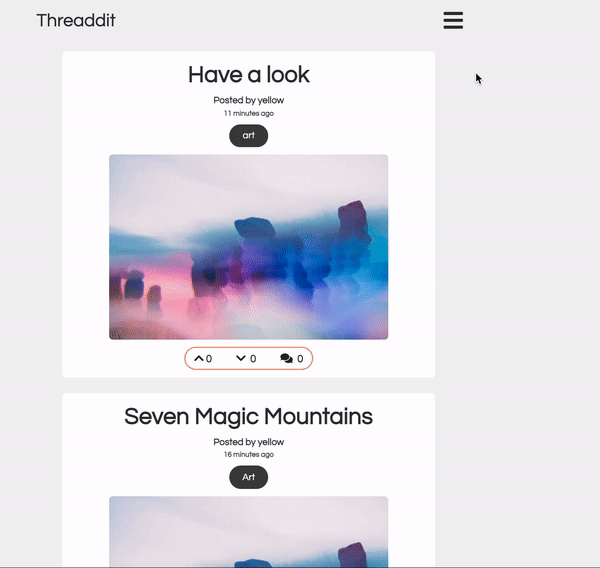 Threaddit
Have a look
Posted by yellow
11 minutes ago
art
0 0 0
Seven Magic Mountains
Posted by yellow
16 minutes ago
Art